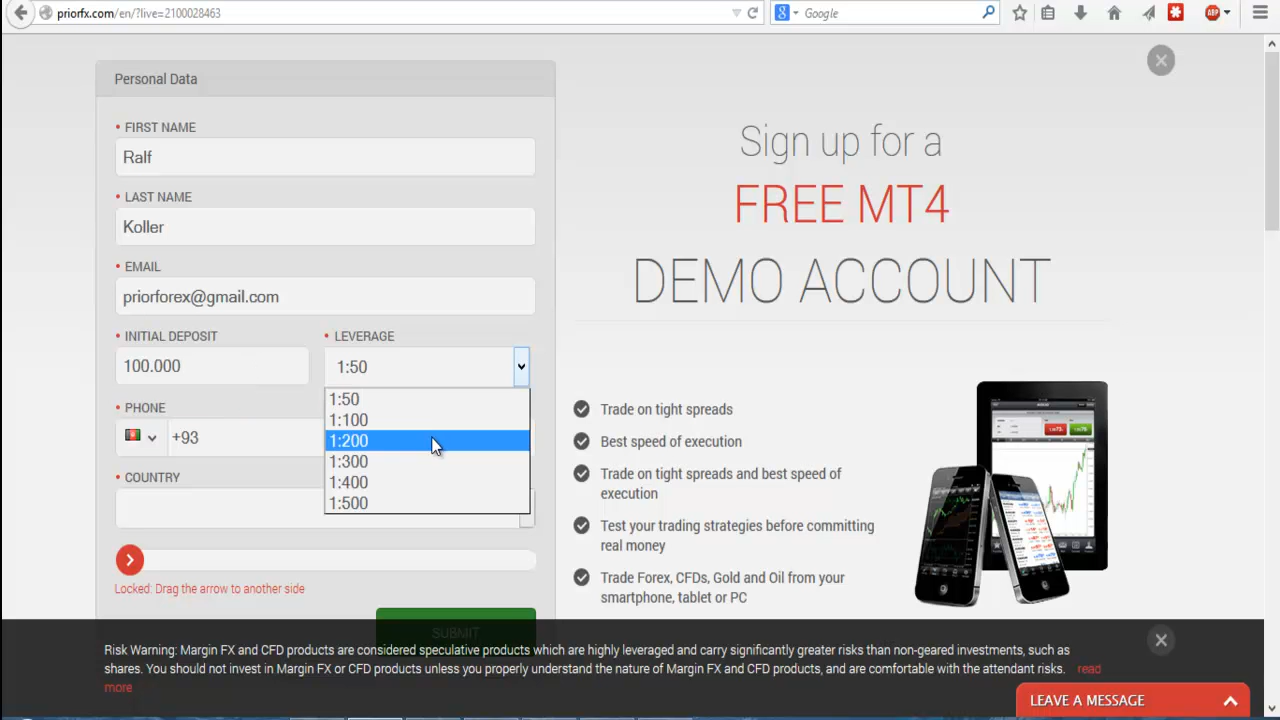 priorfx.com/en/?live=2100028463
Google
ABP
Personal Data
• FIRST NAME
Ralf
• LAST NAME
Koller
• EMAIL
priorforex@gmail.com
• INITIAL DEPOSIT
• LEVERAGE
100.000
1:50
1:50
1:100
1:200
1:300
1:400
1:500
• PHONE
+93
• COUNTRY
Locked: Drag the arrow to another side
SUBMIT
Sign up for a
FREE MT4
DEMO ACCOUNT
Trade on tight spreads
Best speed of execution
Trade on tight spreads and best speed of
execution
Test your trading strategies before committing
real money
Trade Forex, CFDs, Gold and Oil from your
smartphone, tablet or PC
Risk Warning: Margin FX and CFD products are considered speculative products which are highly leveraged and carry significantly greater risks than non-geared investments, such as
shares. You should not invest in Margin FX or CFD products unless you properly understand the nature of Margin FX and CFD products, and are comfortable with the attendant risks. read
more
LEAVE A MESSAGE